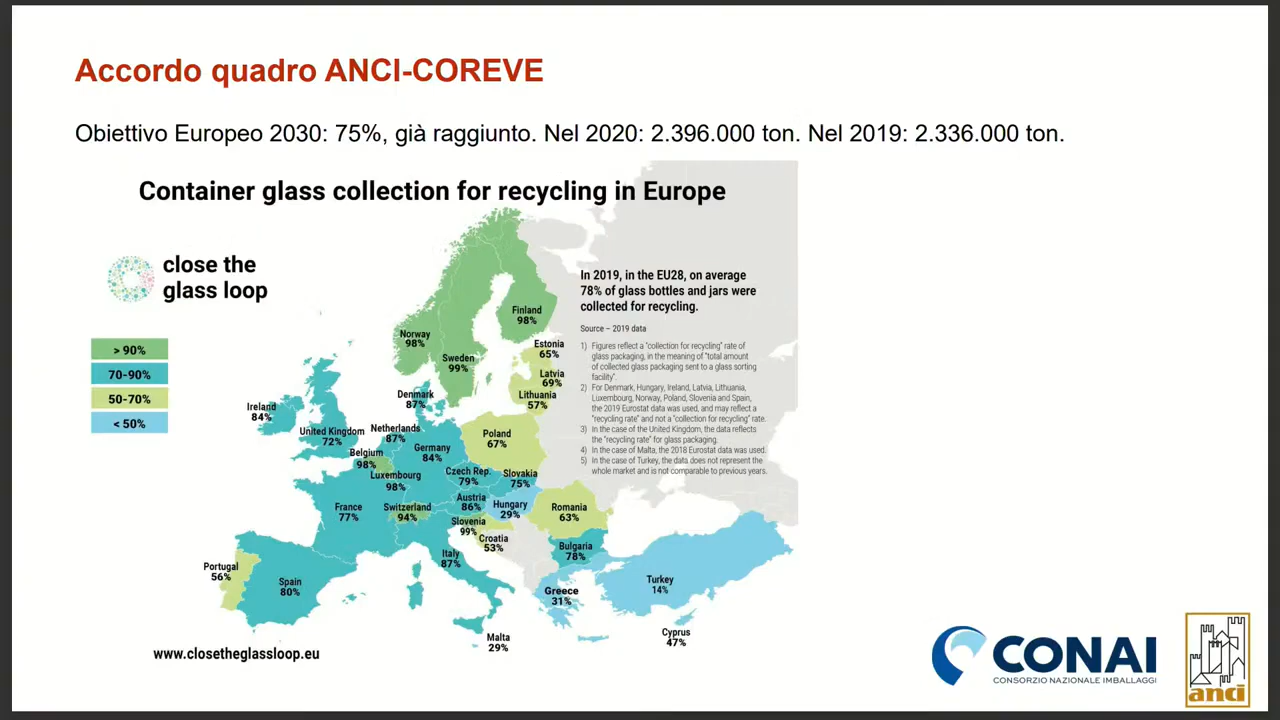 Accordo quadro ANCI-COREVE
Obiettivo Europeo 2030: 75%, già raggiunto. Nel 2020: 2.396.000 ton. Nel 2019: 2.336.000 ton.
Container glass collection for recycling in Europe
close the
glass loop
> 90%
70-90%
50-70%
< 50%
In 2019, in the EU28, on average
78% of glass bottles and jars were
collected for recycling.
Source – 2019 data
1) Figures reflect a "collection for recycling" rate of
glass packaging, in the meaning of "total amount
of collected glass packaging sent to a glass sorting
facility".
2) For Denmark, Hungary, Ireland, Latvia, Lithuania,
Luxembourg, Norway, Poland, Slovenia and Spain,
the 2019 Eurostat data was used, and may reflect a
"recycling rate" and not a "collection for recycling" rate.
3) In the case of the United Kingdom, the data reflects
the "recycling rate" for glass packaging.
4) In the case of Malta, the 2018 Eurostat data was used.
5) In the case of Turkey, the data does not represent the
whole market and is not comparable to previous years.
Finland
98%
Norway
98%
Sweden
99%
Estonia
65%
Latvia
69%
Lithuania
57%
Denmark
87%
Ireland
84%
United Kingdom
72%
Netherlands
87%
Belgium
98%
Germany
84%
Poland
67%
Luxembourg
98%
Czech Rep.
79%
Slovakia
75%
France
77%
Switzerland
94%
Austria
86%
Hungary
29%
Romania
63%
Slovenia
99%
Croatia
53%
Italy
87%
Bulgaria
78%
Portugal
56%
Spain
80%
Greece
31%
Turkey
14%
Malta
29%
Cyprus
47%
www.closetheglassloop.eu
CONAI
CONSORZIO NAZIONALE IMBALLAGGI
anci